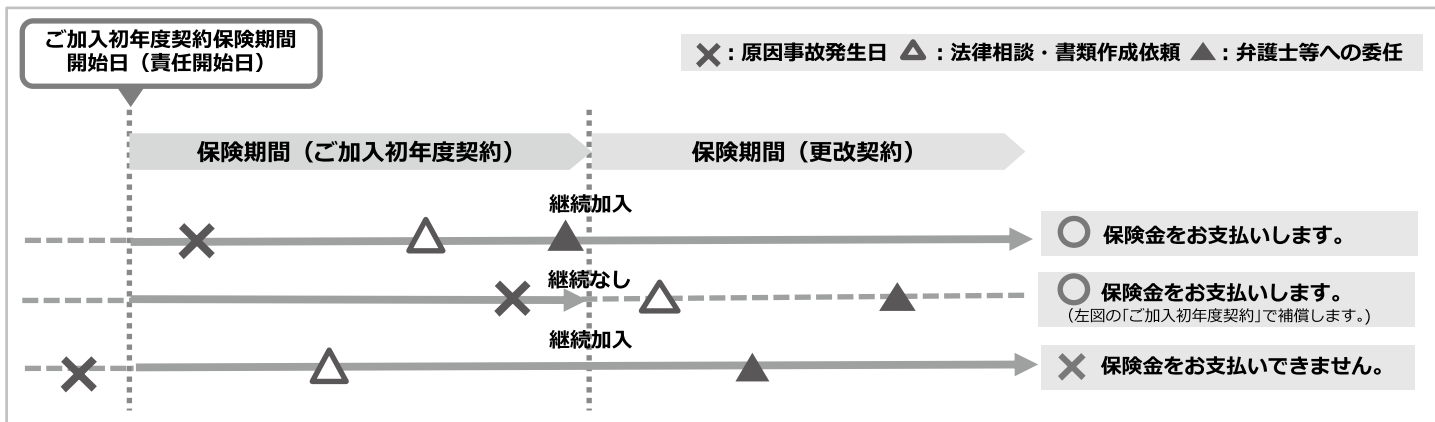 ご加入初年度契約保険期間
開始日（責任開始日）
：原因事故発生日 ：法律相談・書類作成依頼 ：弁護士等への委任
保険期間（ご加入初年度契約） 保険期間（更改契約）
継続加入
保険金をお支払いします。
継続なし
保険金をお支払いします。
（左図の「ご加入初年度契約」で補償します。）
継続加入
保険金をお支払いできません。